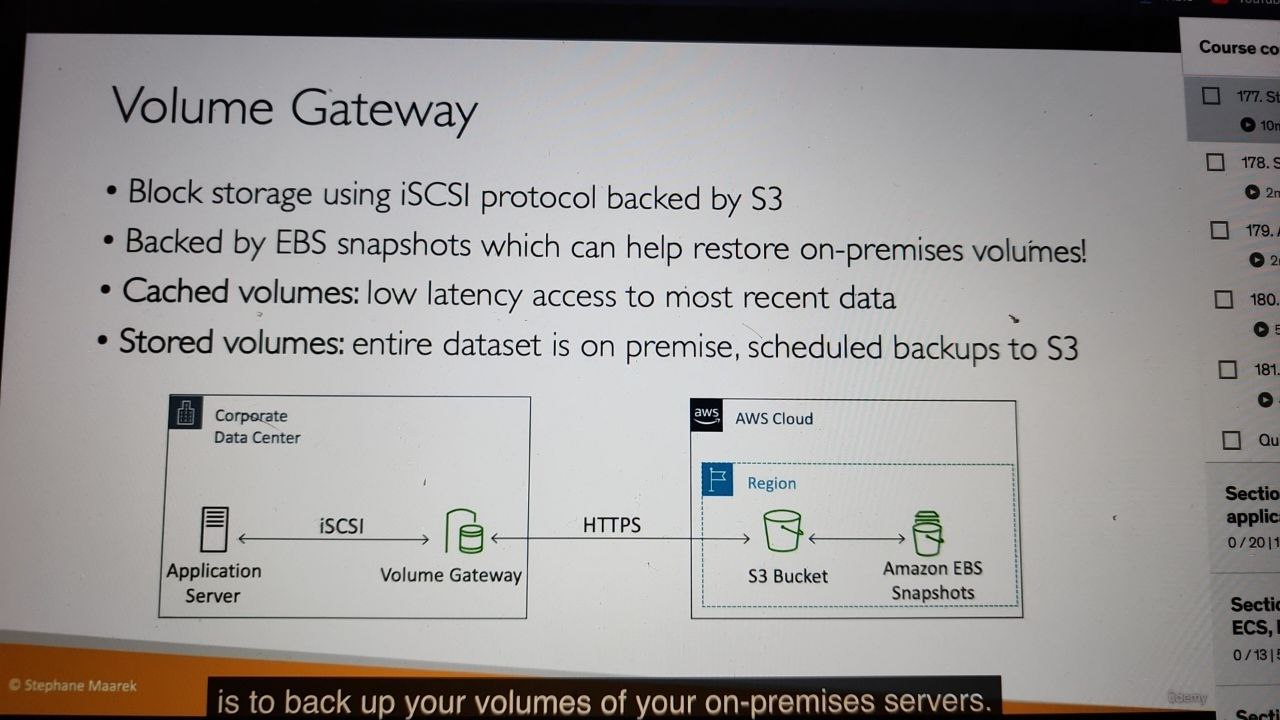 Volume Gateway
• Block storage using iSCSI protocol backed by S3
• Backed by EBS snapshots which can help restore on-premises volumes!
• Cached volumes: low latency access to most recent data
• Stored volumes: entire dataset is on premise, scheduled backups to S3
Corporate
Data Center
iSCSI
Application
Server
Volume Gateway
HTTPS
aws
AWS Cloud
Region
S3 Bucket
Amazon EBS
Snapshots
© Stephane Maarek
is to back up your volumes of your on-premises servers.
ûdemy
Course co
177. St
10m
178. S
2m
179.
2
180.
5
181.
Qu
Sectio
applic
0 / 20 | 1
Sectio
ECS,
0 / 13 | 5
Secti